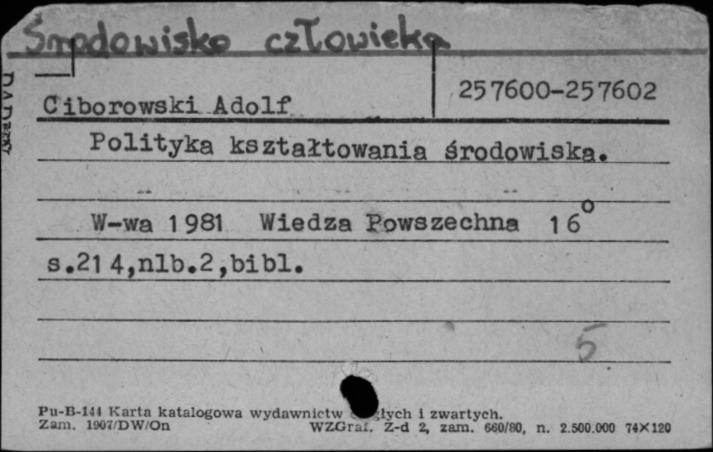 Środowisko człowieka
Ciborowski Adolf
257600-257602
Polityka kształtowania środowiska.
W-wa 1981 Wiedza Powszechna 16°
s.214,nlb.2,bibl.
5
Pu-B-144 Karta katalogowa wydawnictw głych i zwartych.
Zam. 1907/DW/On WZGraf. Z-d 2, zam. 660/80, n. 2.500.000 74×120